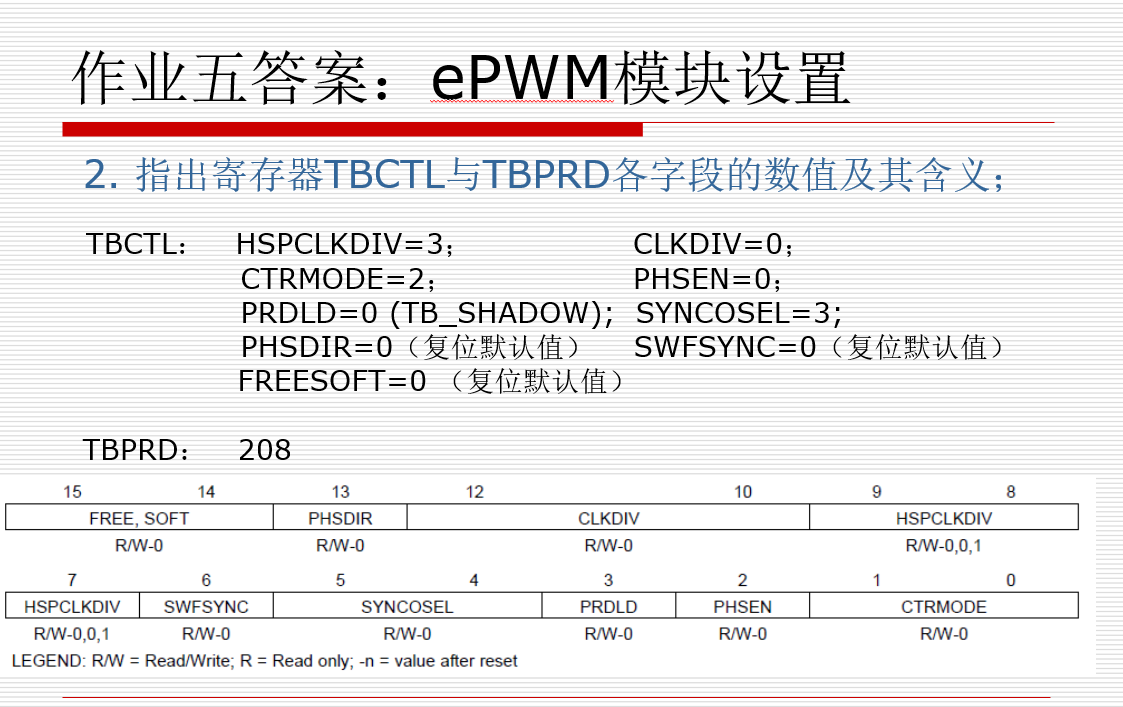 作业五答案：ePWM模块设置
2. 指出寄存器TBCTL与TBPRD各字段的数值及其含义；
TBCTL： HSPCLKDIV=3； CLKDIV=0；
CTRMODE=2； PHSEN=0；
PRDLD=0 (TB_SHADOW); SYNCOSEL=3;
PHSDIR=0（复位默认值） SWFSYNC=0（复位默认值）
FREESOFT=0 （复位默认值）
TBPRD： 208
15 14 13 12 10 9 8
FREE, SOFT PHSDIR CLKDIV HSPCLKDIV
R/W-0 R/W-0 R/W-0 R/W-0,0,1
7 6 5 4 3 2 1 0
HSPCLKDIV SWFSYNC SYNCOSEL PRDLD PHSEN CTRMODE
R/W-0,0,1 R/W-0 R/W-0 R/W-0 R/W-0 R/W-0
LEGEND: R/W = Read/Write; R = Read only; -n = value after reset